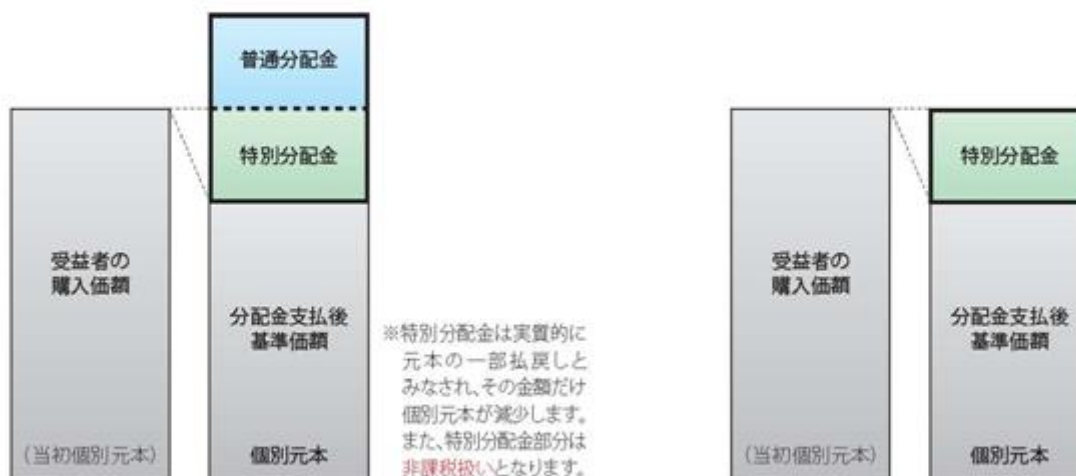 普通分配金
特別分配金
受益者の
購入価額
(当初個別元本)
分配金支払後
基準価額
個別元本
※特別分配金は実質的に
元本の一部払戻しと
みなされ、その金額だけ
個別元本が減少します。
また、特別分配金部分は
非課税扱いとなります。
特別分配金
受益者の
購入価額
(当初個別元本)
分配金支払後
基準価額
個別元本